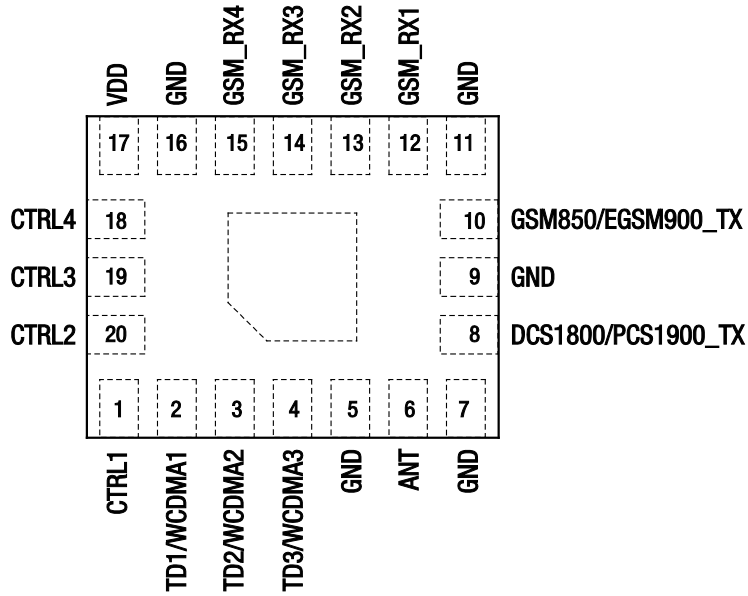 VDD
GND
GSM_RX4
GSM_RX3
GSM_RX2
GSM_RX1
GND
17
16
15
14
13
12
11
CTRL4
18
10
GSM850/EGSM900_TX
CTRL3
19
9
GND
CTRL2
20
8
DCS1800/PCS1900_TX
1
2
3
4
5
6
7
CTRL1
TD1/WCDMA1
TD2/WCDMA2
TD3/WCDMA3
GND
ANT
GND